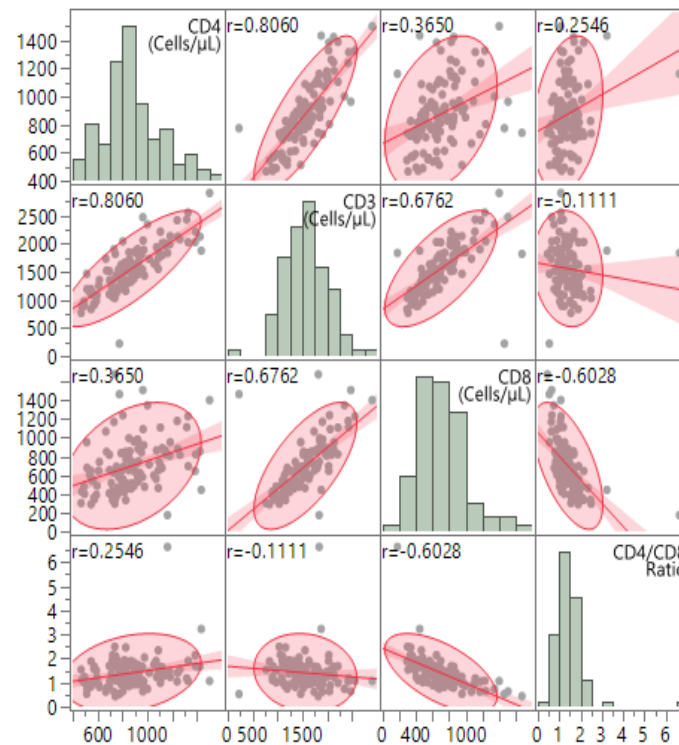 CD4
(Cells/µL)
r=0.8060
r=0.3650
r=0.2546
1400
1200
1000
800
600
400
r=0.8060
CD3
(Cells/µL)
r=0.6762
r=-0.1111
2500
2000
1500
1000
500
0
r=0.3650
r=0.6762
CD8
(Cells/µL)
r=-0.6028
1400
1200
1000
800
600
400
200
0
r=0.2546
r=-0.1111
r=-0.6028
CD4/CD8
Ratio
6
5
4
3
2
1
0
600 1000 0 500 1500 0 400 1000 0 1 2 3 4 5 6